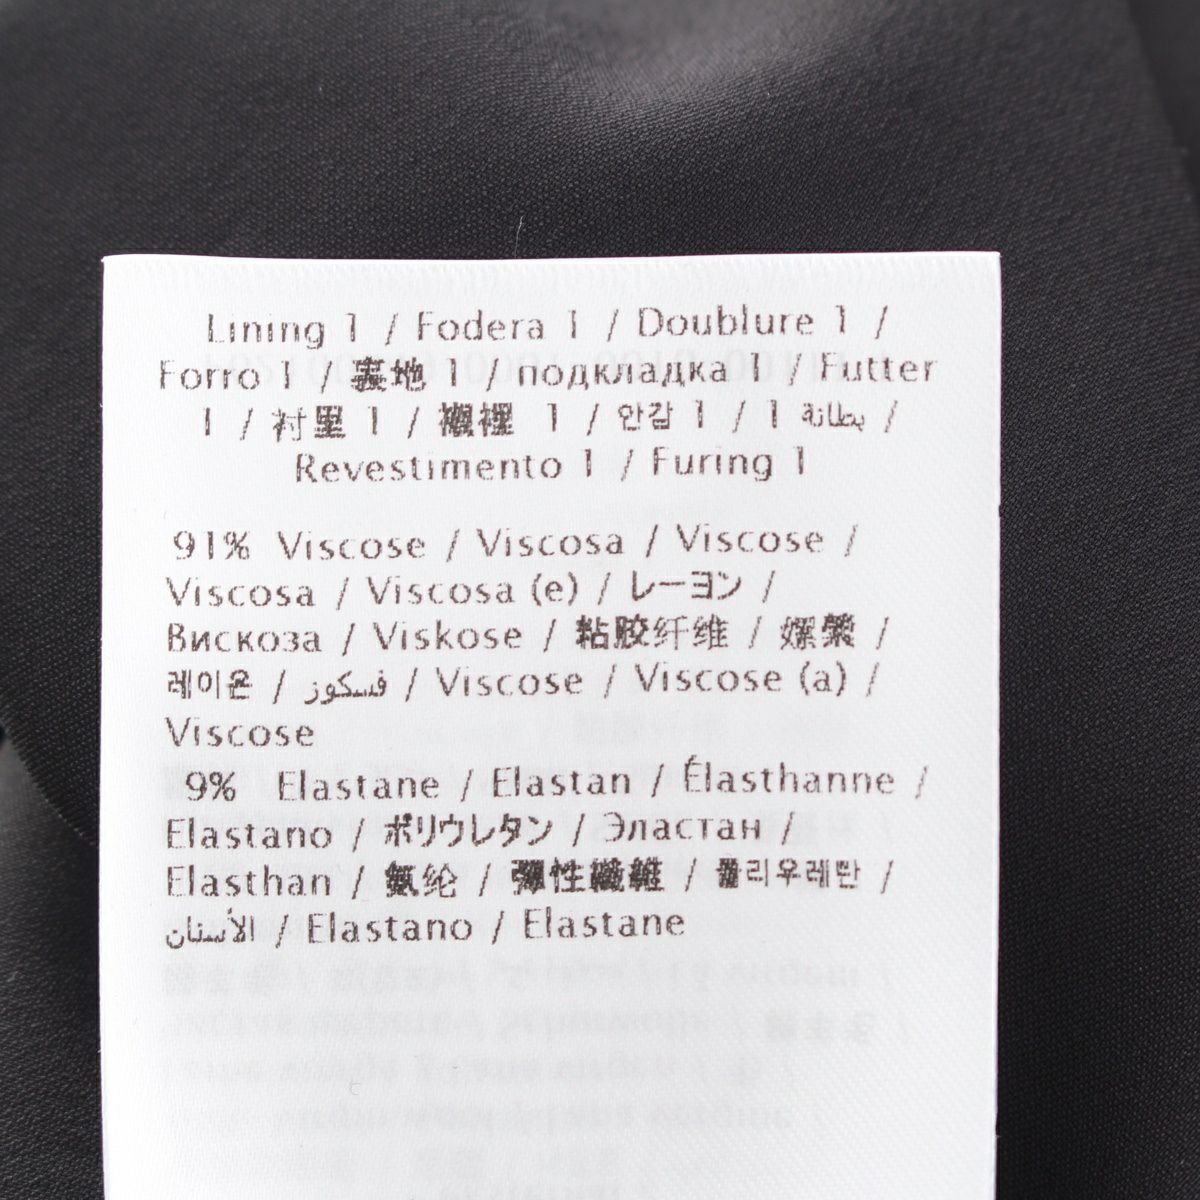 Lining 1 / Fodera 1 / Doublure 1 /
Forro 1 / 裏地 1 / подкладка 1 / Futter
1 / 衬里 1 / 襯裡 1 / 안감 1 / 1 بطانة /
Revestimento 1 / Furing 1
91% Viscose / Viscosa / Viscose /
Viscosa / Viscosa (e) / レーヨン /
Вискоза / Viskose / 粘胶纤维 / 嫘縈 /
레이온 / فسكوز / Viscose / Viscose (a) /
Viscose
9% Elastane / Elastan / Élasthanne /
Elastano / ポリウレタン / Эластан /
Elasthan / 氨纶 / 彈性纖維 / 폴리우레탄 /
الأستان / Elastano / Elastane